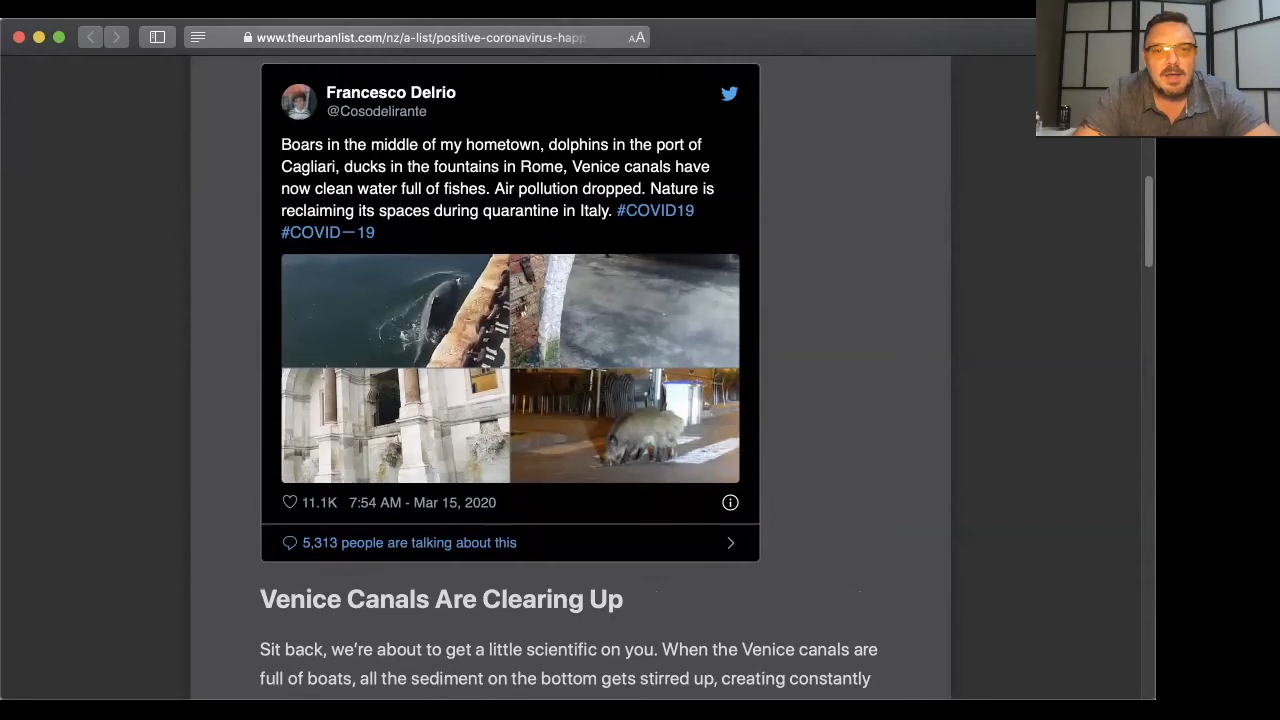 www.theurbanlist.com/nz/a-list/positive-coronavirus-happ
AA
Francesco Delrio
@Cosodelirante
Boars in the middle of my hometown, dolphins in the port of
Cagliari, ducks in the fountains in Rome, Venice canals have
now clean water full of fishes. Air pollution dropped. Nature is
reclaiming its spaces during quarantine in Italy. #COVID19
#COVID—19
11.1K 7:54 AM - Mar 15, 2020
5,313 people are talking about this
Venice Canals Are Clearing Up
Sit back, we’re about to get a little scientific on you. When the Venice canals are
full of boats, all the sediment on the bottom gets stirred up, creating constantly